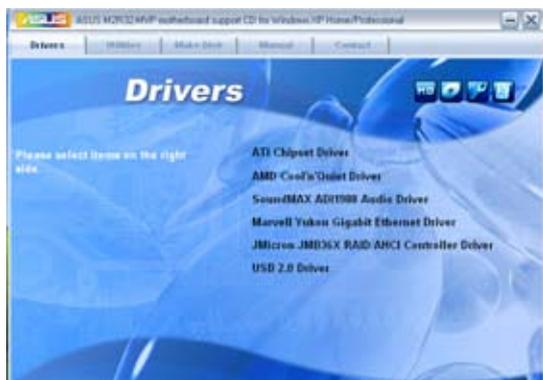 ASUS ASUS M2R32-MVP motherboard support CD for Windows XP Home/Professional
Drivers Utilities Make Disk Manual Contact
Drivers
Please select items on the right
side.
ATI Chipset Driver
AMD Cool'n'Quiet Driver
SoundMAX ADI1988 Audio Driver
Marvell Yukon Gigabit Ethernet Driver
JMicron JMB36X RAID AHCI Controller Driver
USB 2.0 Driver